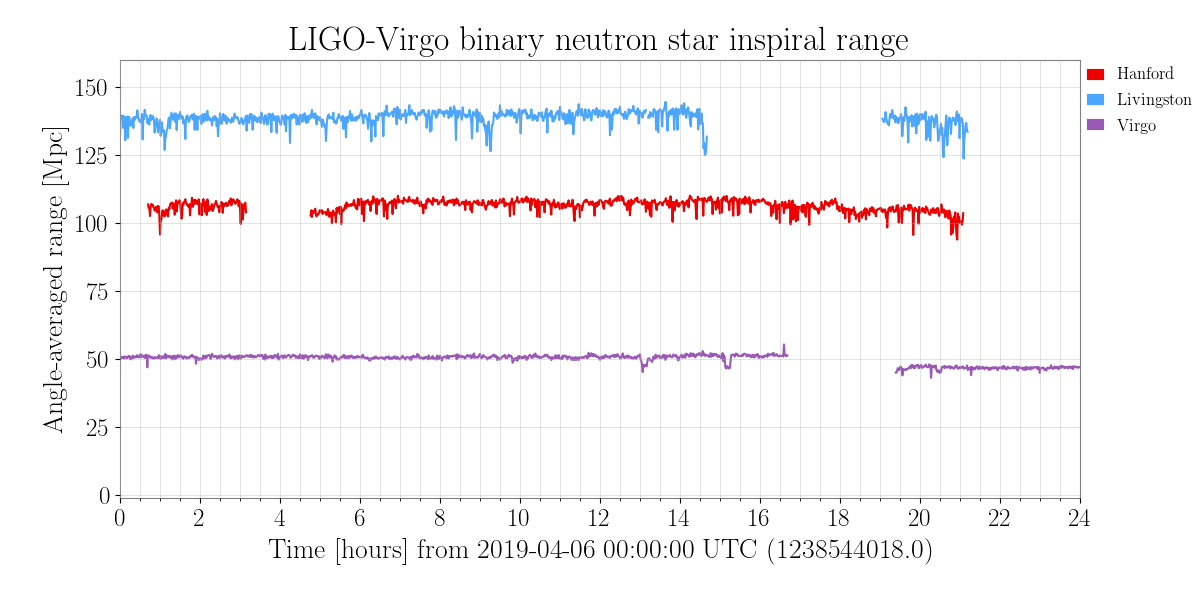 LIGO-Virgo binary neutron star inspiral range
Hanford
Livingston
Virgo
Angle-averaged range [Mpc]
150
125
100
75
50
25
0
0 2 4 6 8 10 12 14 16 18 20 22 24
Time [hours] from 2019-04-06 00:00:00 UTC (1238544018.0)